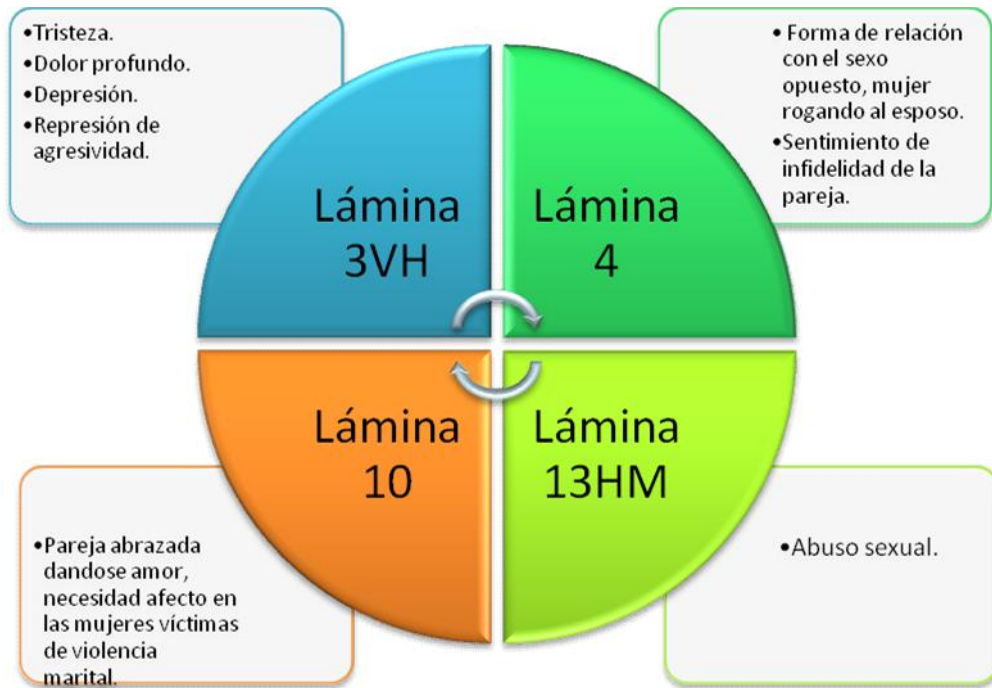 •Tristeza.
•Dolor profundo.
•Depresión.
•Represión de
agresividad.
• Forma de relación
con el sexo
opuesto, mujer
rogando al esposo.
•Sentimiento de
infidelidad de la
pareja.
Lámina
3VH
Lámina
4
Lámina
10
Lámina
13HM
•Pareja abrazada
dandose amor,
necesidad afecto en
las mujeres víctimas
de violencia
marital.
•Abuso sexual.